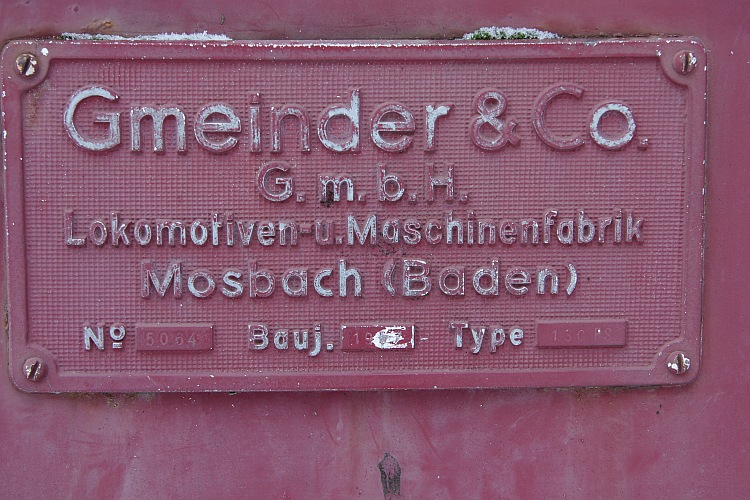 Gmeinder & Co.
G.m.b.H.
Lokomotiven-u.Maschinenfabrik
Mosbach (Baden)
Nº 5064 Bauj. Type